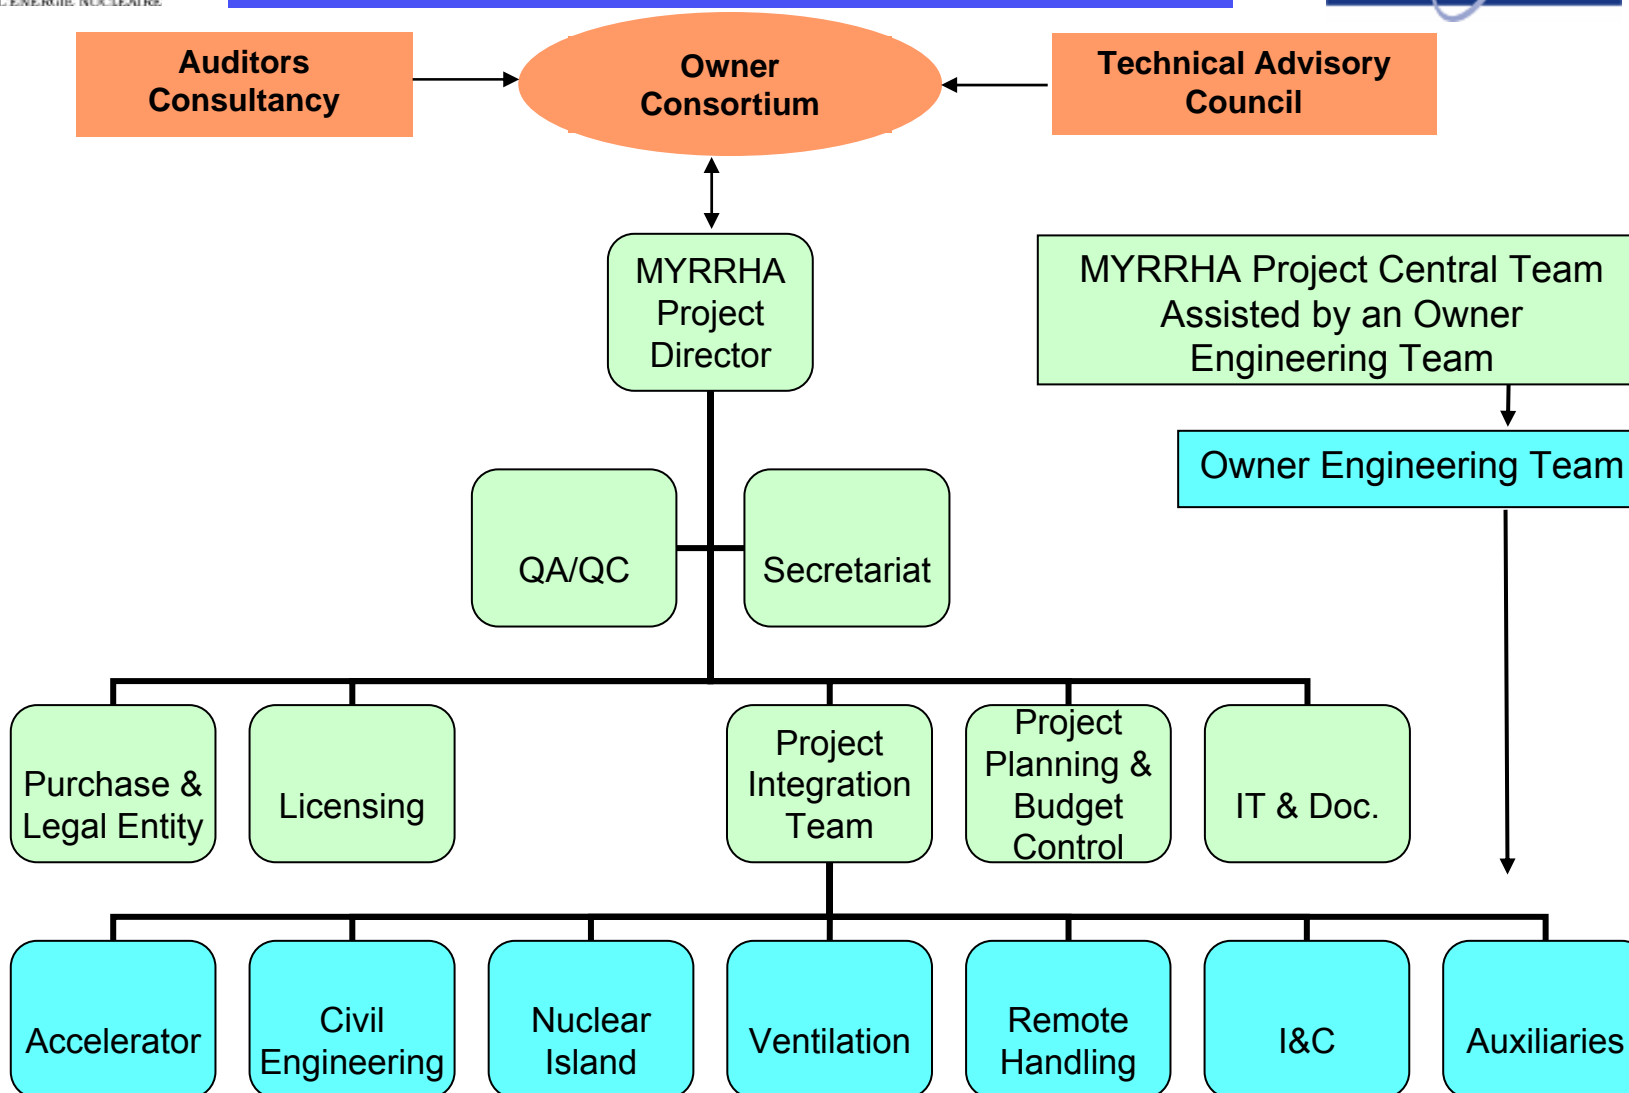 L'ENERGIE NUCLEAIRE
Auditors
Consultancy
Owner
Consortium
Technical Advisory
Council
MYRRHA
Project
Director
MYRRHA Project Central Team
Assisted by an Owner
Engineering Team
Owner Engineering Team
QA/QC
Secretariat
Purchase &
Legal Entity
Licensing
Project
Integration
Team
Project
Planning &
Budget
Control
IT & Doc.
Accelerator
Civil
Engineering
Nuclear
Island
Ventilation
Remote
Handling
I&C
Auxiliaries